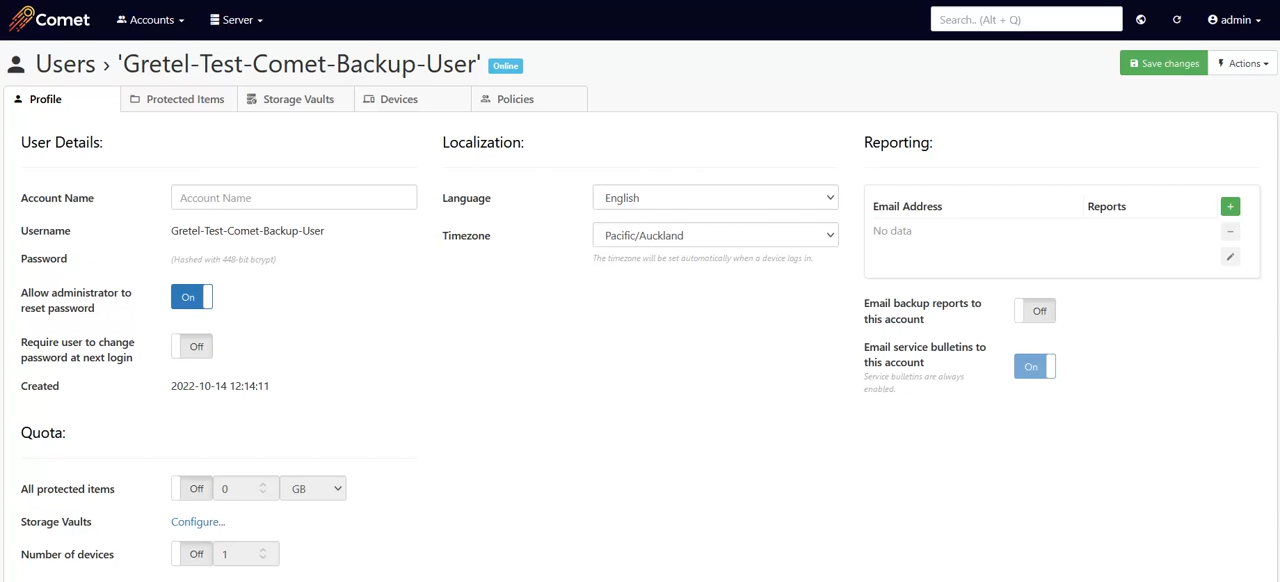 Comet
Accounts
Server
Search.. (Alt + Q)
admin
Users › 'Gretel-Test-Comet-Backup-User'
Online
Save changes
Actions
Profile
Protected Items
Storage Vaults
Devices
Policies
User Details:
Account Name
Account Name
Username
Gretel-Test-Comet-Backup-User
Password
(Hashed with 448-bit bcrypt)
Allow administrator to
reset password
On
Require user to change
password at next login
Off
Created
2022-10-14 12:14:11
Quota:
All protected items
Off
0
GB
Storage Vaults
Configure...
Number of devices
Off
1
Localization:
Language
English
Timezone
Pacific/Auckland
The timezone will be set automatically when a device logs in.
Reporting:
Email Address
Reports
+
No data
−
Email backup reports to
this account
Off
Email service bulletins to
this account
Service bulletins are always
enabled.
On